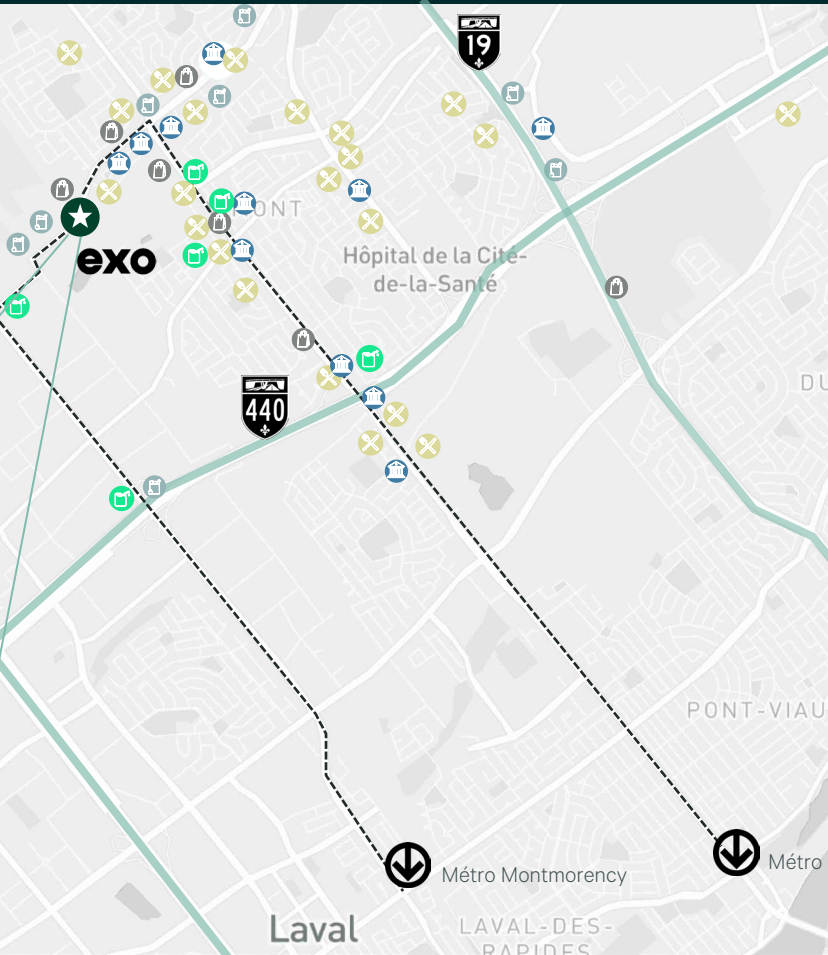 19
PONT
exo
Hôpital de la Cité-
de-la-Santé
440
DU
PONT-VIAU
Métro Montmorency
Métro
Laval
LAVAL-DES-
RAPIDES